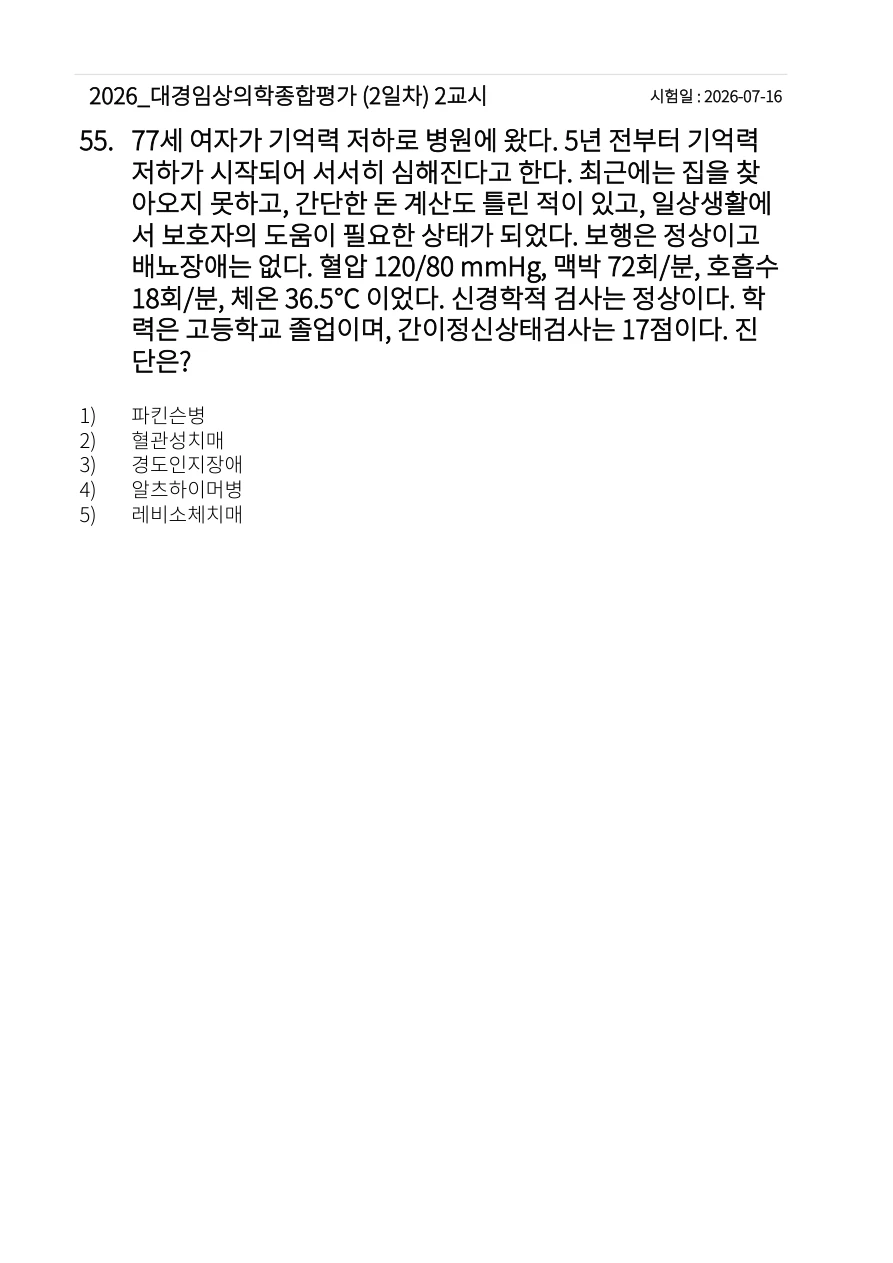 2026_대경임상의학종합평가 (2일차) 2교시 시험일 : 2026-07-16
55. 77세 여자가 기억력 저하로 병원에 왔다. 5년 전부터 기억력
저하가 시작되어 서서히 심해진다고 한다. 최근에는 집을 찾
아오지 못하고, 간단한 돈 계산도 틀린 적이 있고, 일상생활에
서 보호자의 도움이 필요한 상태가 되었다. 보행은 정상이고
배뇨장애는 없다. 혈압 120/80 mmHg, 맥박 72회/분, 호흡수
18회/분, 체온 36.5℃ 이었다. 신경학적 검사는 정상이다. 학
력은 고등학교 졸업이며, 간이정신상태검사는 17점이다. 진
단은?
1) 파킨슨병
2) 혈관성치매
3) 경도인지장애
4) 알츠하이머병
5) 레비소체치매